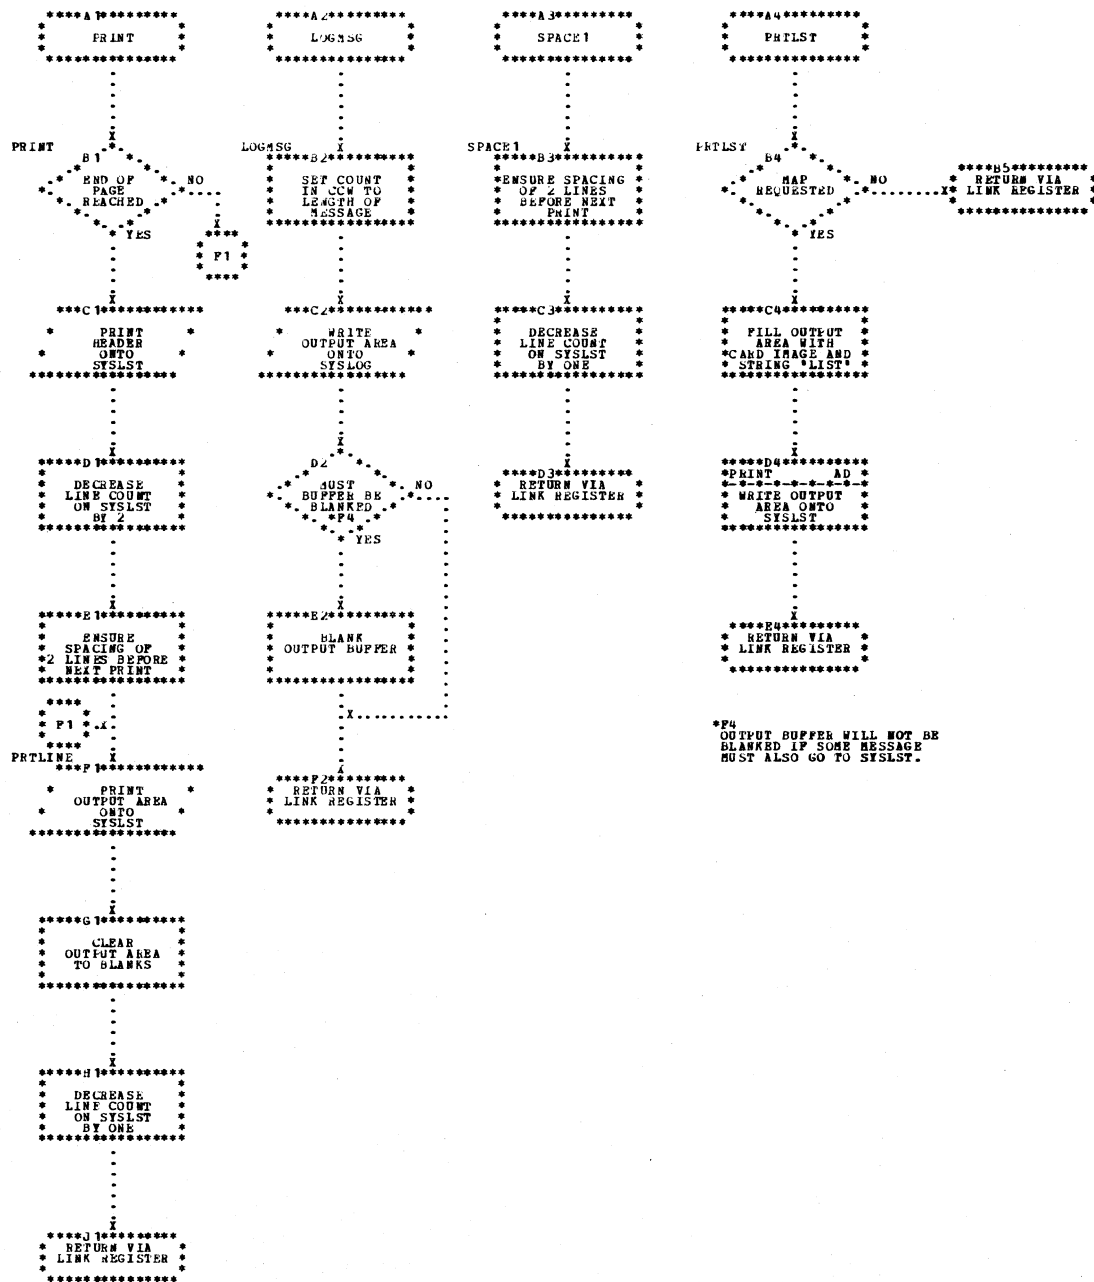 A1
PRINT
PRINT
B1
END OF
PAGE
REACHED
NO
YES
F1
C1
PRINT
HEADER
ONTO
SYSLST
D1
DECREASE
LINE COUNT
ON SYSLST
BY 2
E1
ENSURE
SPACING OF
2 LINES BEFORE
NEXT PRINT
F1
PRTLINE
F1
PRINT
OUTPUT AREA
ONTO
SYSLST
G1
CLEAR
OUTPUT AREA
TO BLANKS
H1
DECREASE
LINE COUNT
ON SYSLST
BY ONE
J1
RETURN VIA
LINK REGISTER
A2
LOGMSG
LOGMSG
B2
SET COUNT
IN CCW TO
LENGTH OF
MESSAGE
C2
WRITE
OUTPUT AREA
ONTO
SYSLOG
D2
MUST
BUFFER BE
BLANKED
*F4
NO
YES
E2
BLANK
OUTPUT BUFFER
F2
RETURN VIA
LINK REGISTER
A3
SPACE1
SPACE1
B3
ENSURE SPACING
OF 2 LINES
BEFORE NEXT
PRINT
C3
DECREASE
LINE COUNT
ON SYSLST
BY ONE
D3
RETURN VIA
LINK REGISTER
A4
PRTLST
PRTLST
B4
MAP
REQUESTED
NO
YES
B5
RETURN VIA
LINK REGISTER
C4
FILL OUTPUT
AREA WITH
CARD IMAGE AND
STRING 'LIST'
D4
PRINT AD
WRITE OUTPUT
AREA ONTO
SYSLST
E4
RETURN VIA
LINK REGISTER
*F4
OUTPUT BUFFER WILL NOT BE
BLANKED IF SOME MESSAGE
MUST ALSO GO TO SYSLST.